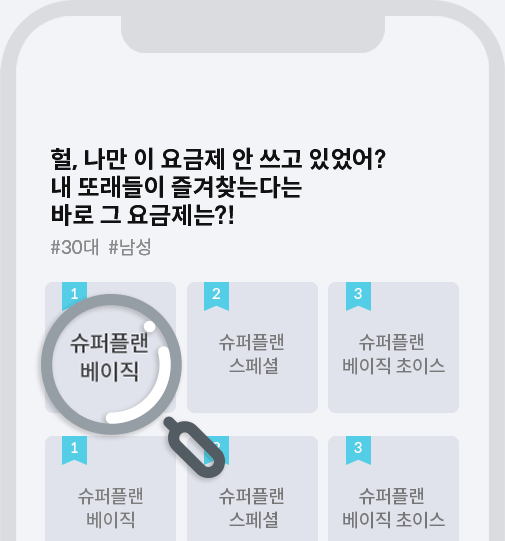 헐, 나만 이 요금제 안 쓰고 있었어?
내 또래들이 즐겨찾는다는
바로 그 요금제는?!
#30대 #남성
1
슈퍼플랜
베이직
2
슈퍼플랜
스페셜
3
슈퍼플랜
베이직 초이스
1
슈퍼플랜
베이직
슈퍼플랜
스페셜
3
슈퍼플랜
베이직 초이스